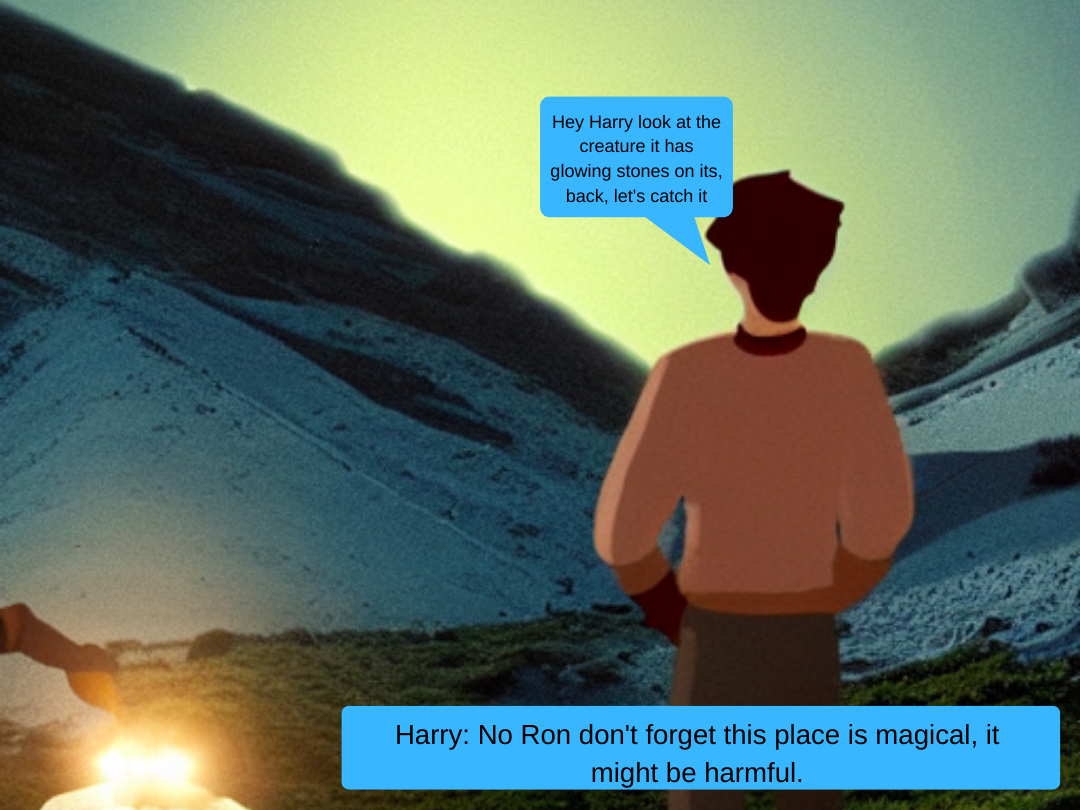 Hey Harry look at the
creature it has
glowing stones on its,
back, let's catch it
Harry: No Ron don't forget this place is magical, it
might be harmful.